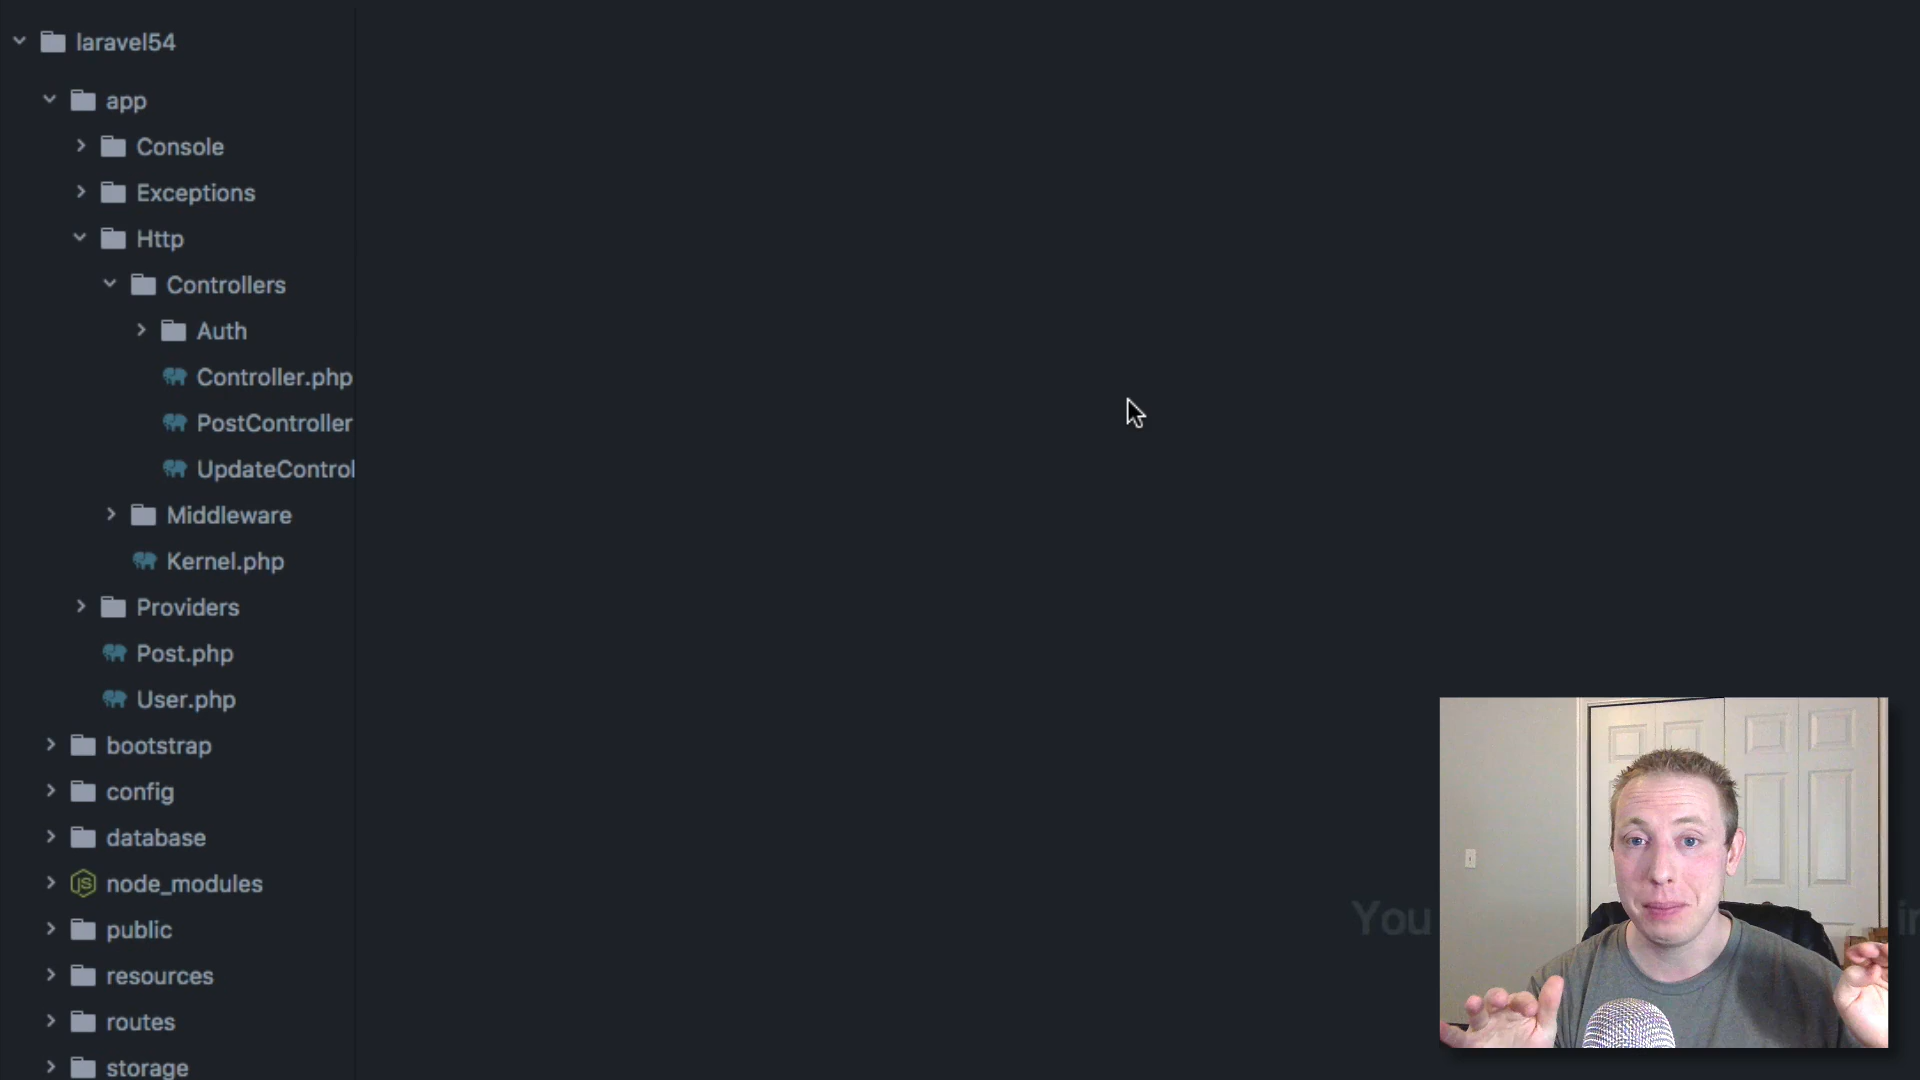 laravel54
app
Console
Exceptions
Http
Controllers
Auth
Controller.php
PostController
UpdateControl
Middleware
Kernel.php
Providers
Post.php
User.php
bootstrap
config
database
JS node_modules
public
resources
routes
storage
You